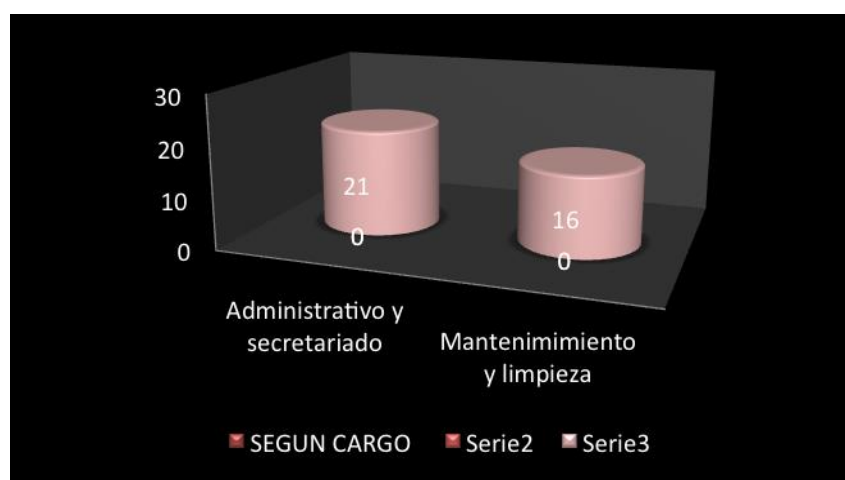 30
20
10
0
21
0
16
0
Administrativo y
secretariado
Mantenimimiento
y limpieza
SEGUN CARGO Serie2 Serie3